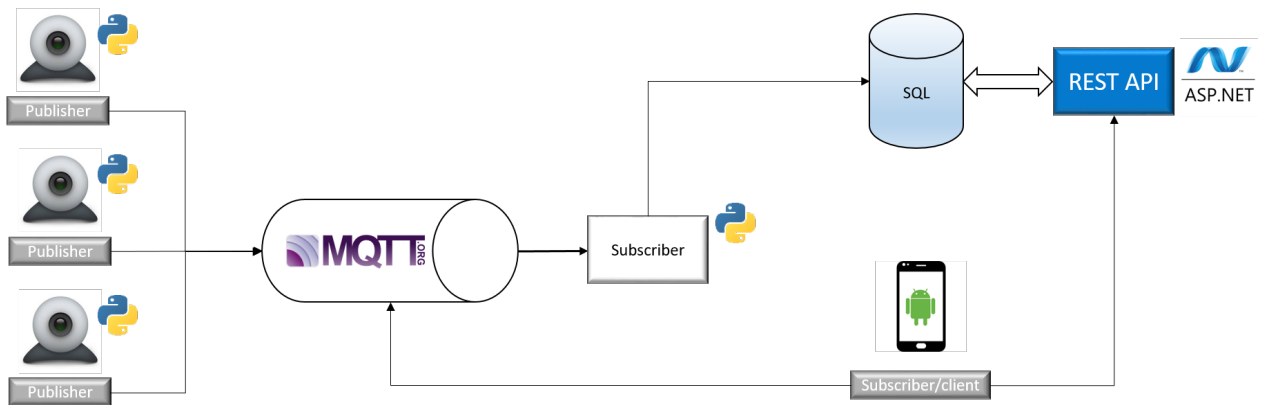 Publisher
Publisher
Publisher
MQTT.ORG
Subscriber
SQL
REST API
ASP.NET
Subscriber/client